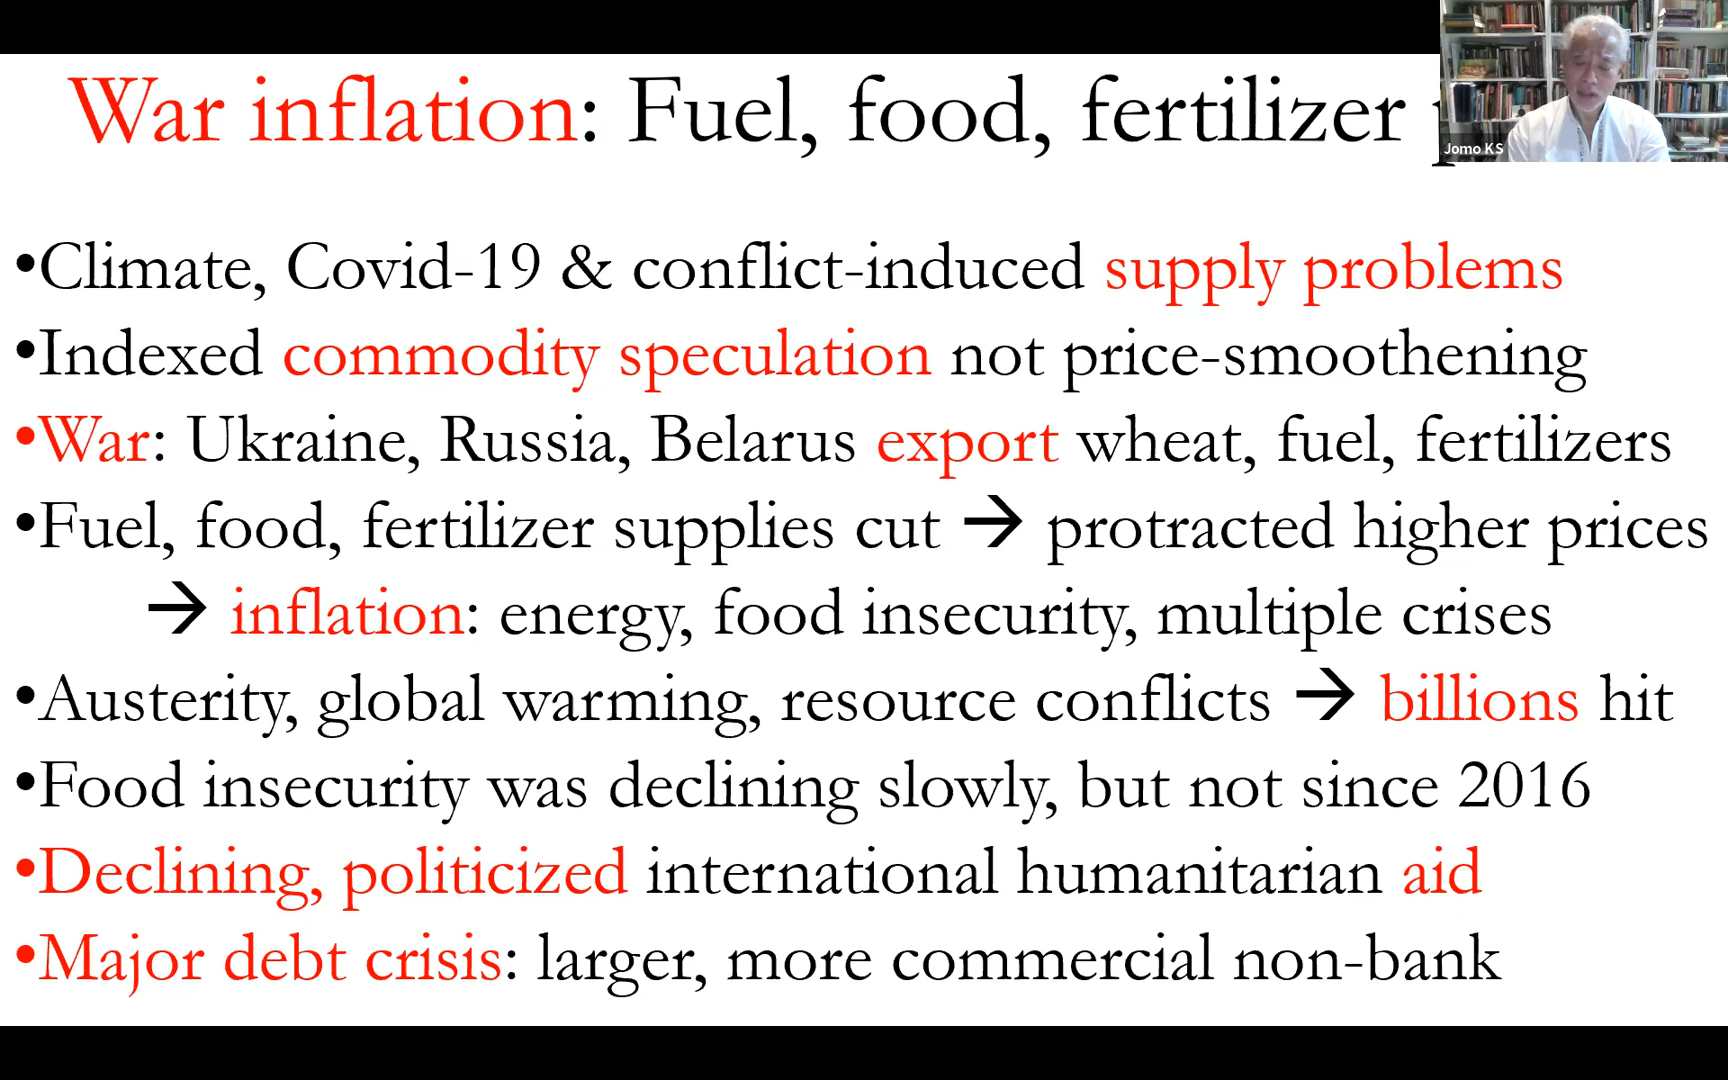 War inflation: Fuel, food, fertilizer
Jomo KS
•Climate, Covid-19 & conflict-induced supply problems
•Indexed commodity speculation not price-smoothening
•War: Ukraine, Russia, Belarus export wheat, fuel, fertilizers
•Fuel, food, fertilizer supplies cut → protracted higher prices
→ inflation: energy, food insecurity, multiple crises
•Austerity, global warming, resource conflicts → billions hit
•Food insecurity was declining slowly, but not since 2016
•Declining, politicized international humanitarian aid
•Major debt crisis: larger, more commercial non-bank